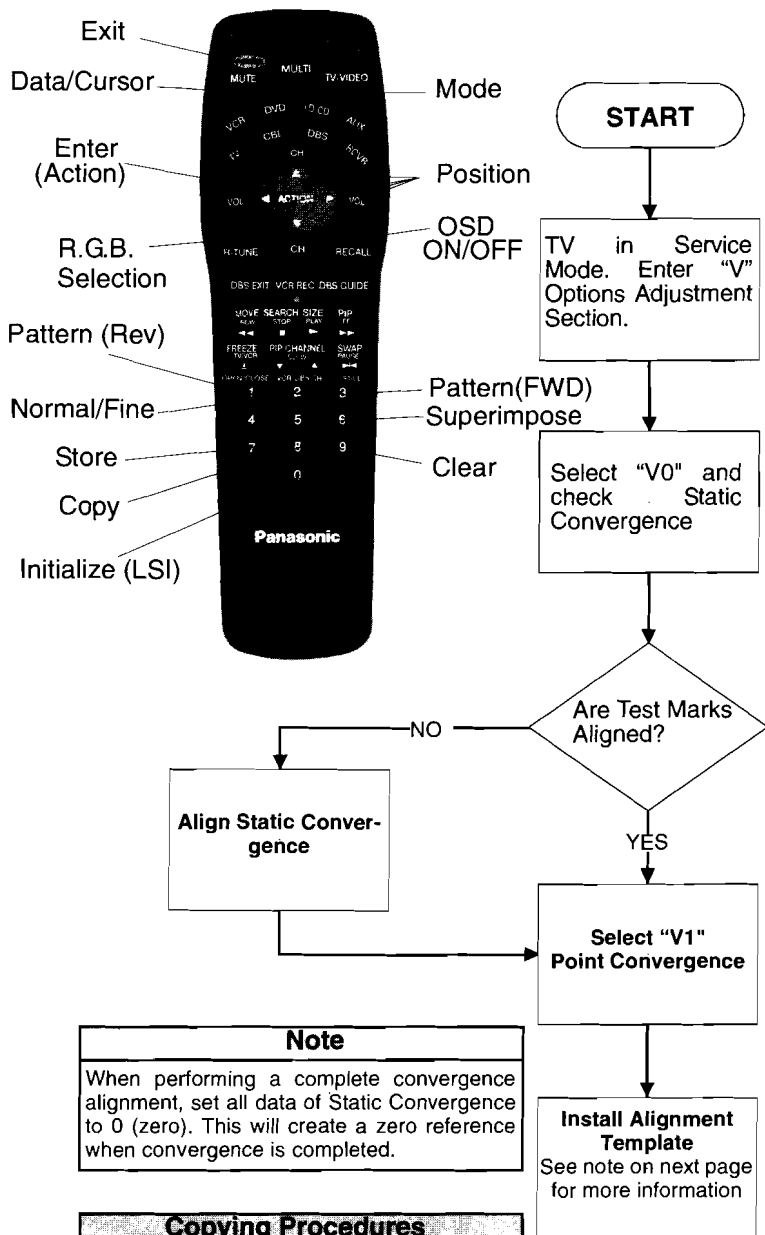 Exit
Data/Cursor
Enter
(Action)
R.G.B.
Selection
Pattern (Rev)
Normal/Fine
Store
Copy
Initialize (LSI)
MUTE MULTI TV-VIDEO
VCR DVD CD AUX
TV CBL DBS RCVR
CH
VOL ACTION VOL
R-TUNE CH RECALL
DBS EXIT VCR REC DBS GUIDE
MOVE SEARCH SIZE PIP
STOP PLAY FF
FREEZE PIP CHANNEL SWAP
TV/VCR PAUSE
OPEN/CLOSE
1 2 3
4 5 6
7 8 9
0
Panasonic
Mode
Position
OSD
ON/OFF
Pattern(FWD)
Superimpose
Clear
START
TV in Service
Mode. Enter “V”
Options Adjustment
Section.
Select “V0" and
check Static
Convergence
Are Test Marks
Aligned?
NO
YES
Align Static Conver-
gence
Select “V1"
Point Convergence
Install Alignment
Template
See note on next page
for more information
Note
When performing a complete convergence
alignment, set all data of Static Convergence
to 0 (zero). This will create a zero reference
when convergence is completed.
Copying Procedures